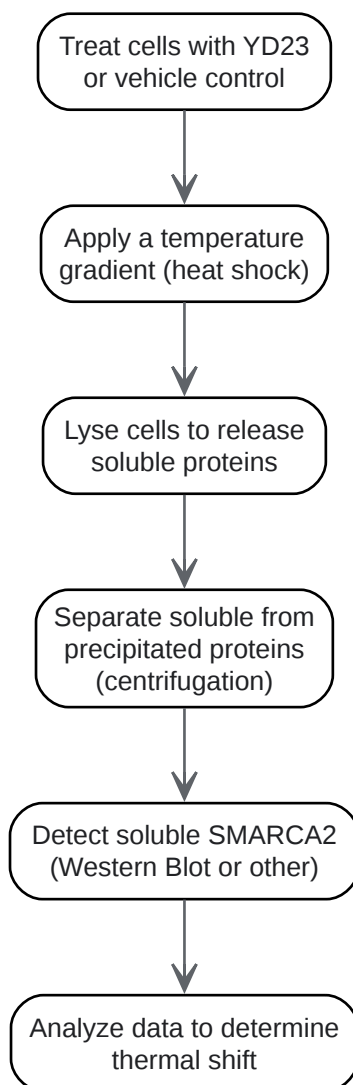 Treat cells with YD23
or vehicle control
Apply a temperature
gradient (heat shock)
Lyse cells to release
soluble proteins
Separate soluble from
precipitated proteins
(centrifugation)
Detect soluble SMARCA2
(Western Blot or other)
Analyze data to determine
thermal shift